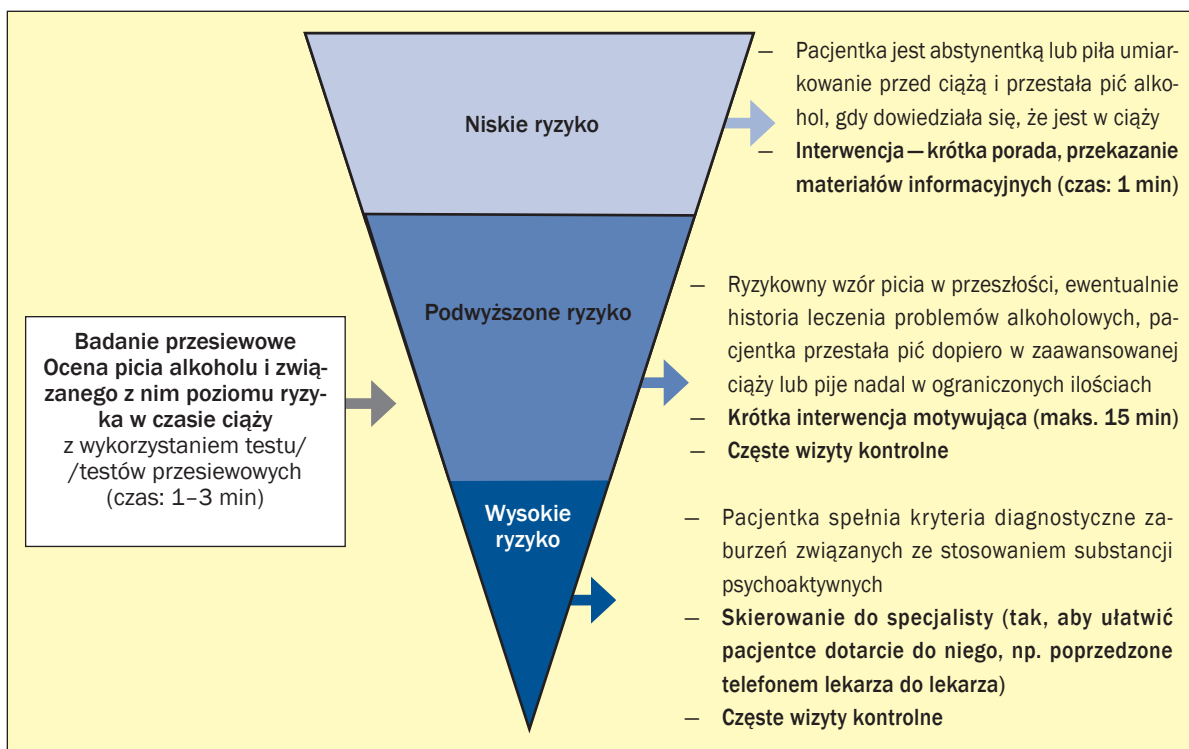 Badanie przesiewowe
Ocena picia alkoholu i zwią-
zanego z nim poziomu ryzy-
ka w czasie ciąży
z wykorzystaniem testu/
/testów przesiewowych
(czas: 1–3 min)
Niskie ryzyko
— Pacjentka jest abstynentką lub piła umiar-
kowanie przed ciążą i przestała pić alko-
hol, gdy dowiedziała się, że jest w ciąży
— Interwencja — krótka porada, przekazanie
materiałów informacyjnych (czas: 1 min)
Podwyższone ryzyko
— Ryzykowny wzór picia w przeszłości, ewentualnie
historia leczenia problemów alkoholowych, pa-
cjentka przestała pić dopiero w zaawansowanej
ciąży lub pije nadal w ograniczonych ilościach
— Krótka interwencja motywująca (maks. 15 min)
— Częste wizyty kontrolne
Wysokie
ryzyko
— Pacjentka spełnia kryteria diagnostyczne za-
burzeń związanych ze stosowaniem substancji
psychoaktywnych
— Skierowanie do specjalisty (tak, aby ułatwić
pacjentce dotarcie do niego, np. poprzedzone
telefonem lekarza do lekarza)
— Częste wizyty kontrolne